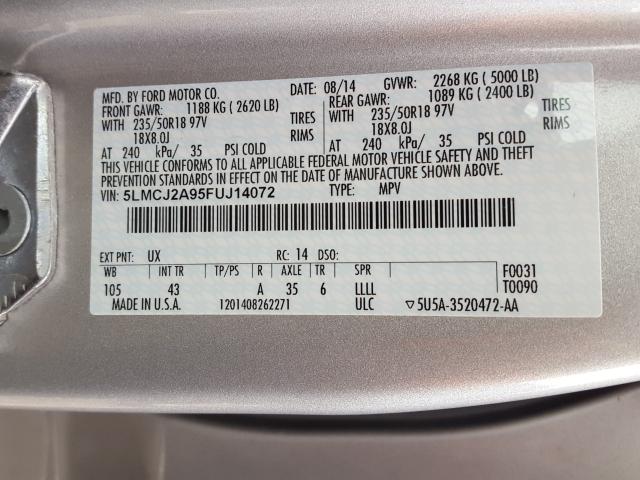 MFD. BY FORD MOTOR CO. DATE: 08/14 GVWR: 2268 KG ( 5000 LB)
FRONT GAWR: 1188 KG ( 2620 LB) REAR GAWR: 1089 KG ( 2400 LB)
WITH 235/50R18 97V TIRES WITH 235/50R18 97V TIRES
18X8.0J RIMS 18X8.0J RIMS
AT 240 kPa/ 35 PSI COLD AT 240 kPa/ 35 PSI COLD
THIS VEHICLE CONFORMS TO ALL APPLICABLE FEDERAL MOTOR VEHICLE SAFETY AND THEFT
PREVENTION STANDARDS IN EFFECT ON THE DATE OF MANUFACTURE SHOWN ABOVE.
VIN: 5LMCJ2A95FUJ14072 TYPE: MPV
EXT PNT: UX RC: 14 DSO: F0031
WB INT TR TP/PS R AXLE TR SPR T0090
105 43 A 35 6 LLLL
MADE IN U.S.A. 1201408262271 ULC ▽5U5A-3520472-AA